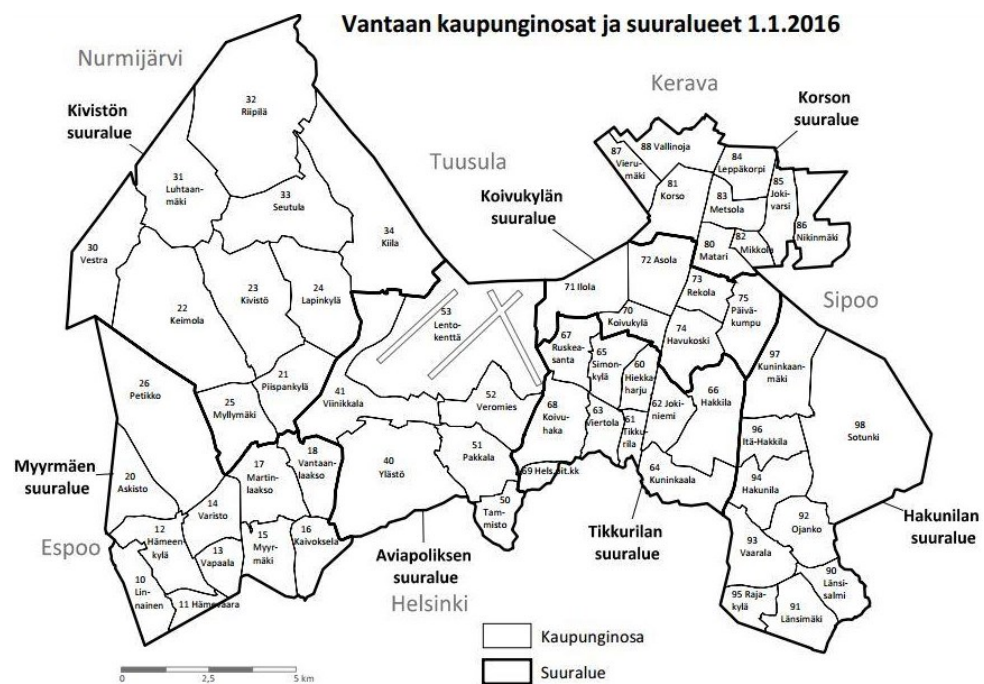 Vantaan kaupunginosat ja suuralueet 1.1.2016
Nurmijärvi
Kerava
Kivistön
suuralue
Korson
suuralue
Tuusula
Koivukylän
suuralue
Sipoo
Myyrmäen
suuralue
Espoo
Aviapoliksen
suuralue
Helsinki
Tikkurilan
suuralue
Hakunilan
suuralue
32
Riipilä
31
Luhtaan-
mäki
33
Seutula
34
Kiila
30
Vestra
22
Keimola
23
Kivistö
24
Lapinkylä
21
Piispankylä
25
Myllymäki
26
Petikko
20
Askisto
17
Martin-
laakso
18
Vantaan-
laakso
14
Varisto
12
Hämeen-
kylä
13
Vapaala
15
Myyr-
mäki
16
Kaivoksela
10
Lin-
nainen
11 Hämevaara
53
Lento-
kenttä
41
Viinikkala
52
Veromies
40
Ylästö
51
Pakkala
50
Tam-
misto
87
Vieru-
mäki
88 Vallinoja
84
Leppäkorpi
81
Korso
83
Metsola
85
Joki-
varsi
86
Nikinmäki
80
Matari
82
Mikkola
72 Asola
71 Ilola
70
Koivukylä
73
Rekola
74
Havukoski
75
Päivä-
kumpu
67
Ruskea-
santa
65
Simon-
kylä
60
Hiekka-
harju
68
Koivu-
haka
63
Viertola
61
Tikku-
rila
62 Joki-
niemi
66
Hakkila
64
Kuninkaala
69 Hels.pit.kk
97
Kuninkaan-
mäki
96
Itä-Hakkila
98
Sotunki
94
Hakunila
92
Ojanko
93
Vaarala
90
Länsi-
salmi
95 Raja-
kylä
91
Länsimäki
Kaupunginosa
Suuralue
0 2,5 5 km